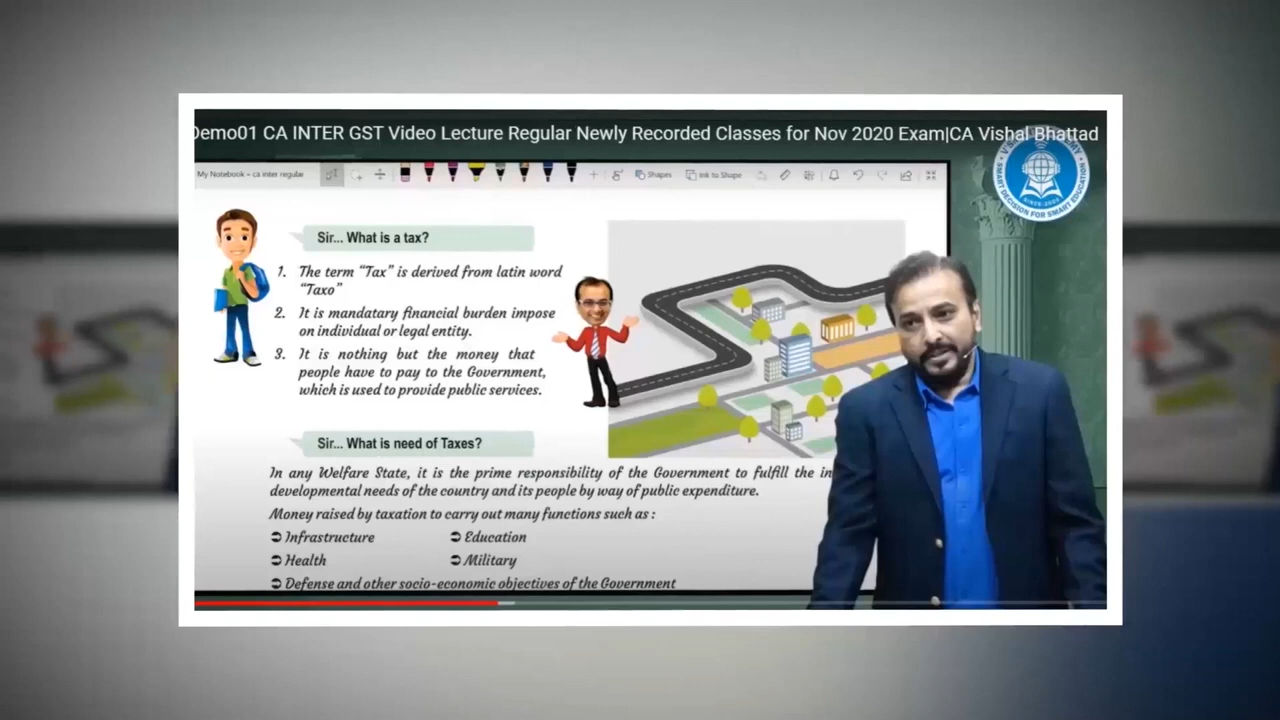 Demo01 CA INTER GST Video Lecture Regular Newly Recorded Classes for Nov 2020 Exam|CA Vishal Bhattad
My Notebook - ca inter regular
Shapes
Ink to Shape
SMART DECISION FOR SMART EDUCATION
Sir... What is a tax?
1. The term “Tax” is derived from latin word
“Taxo”
2. It is mandatary financial burden impose
on individual or legal entity.
3. It is nothing but the money that
people have to pay to the Government,
which is used to provide public services.
Sir... What is need of Taxes?
In any Welfare State, it is the prime responsibility of the Government to fulfill the in
developmental needs of the country and its people by way of public expenditure.
Money raised by taxation to carry out many functions such as :
Infrastructure
Education
Health
Military
Defense and other socio-economic objectives of the Government